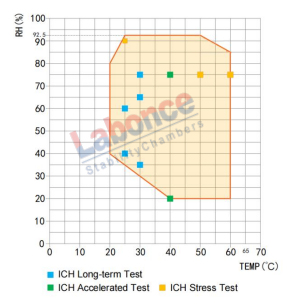 RH(%)
100
92.5
90
80
70
60
50
40
30
20
10
0
0 10 20 30 40 50 60 65 70
TEMP(℃)
Labonce
Stability Chambers
ICH Long-term Test
ICH Accelerated Test ICH Stress Test